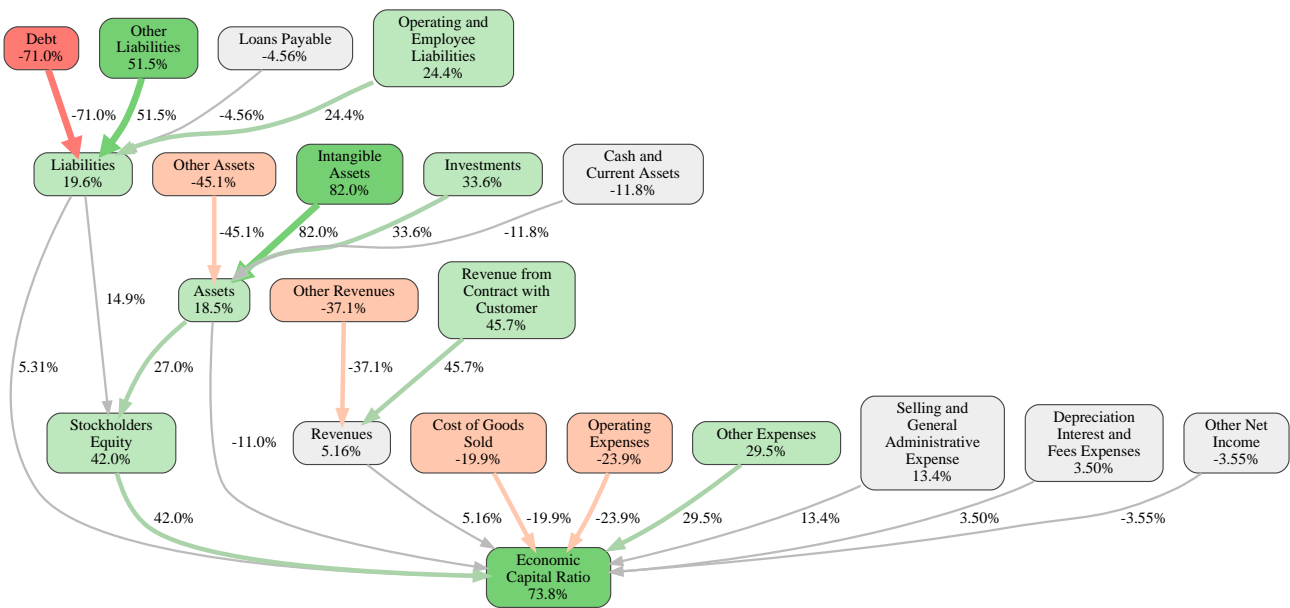 Debt
-71.0%
Other
Liabilities
51.5%
Loans Payable
-4.56%
Operating and
Employee
Liabilities
24.4%
-71.0%
51.5%
-4.56%
24.4%
Liabilities
19.6%
Other Assets
-45.1%
Intangible
Assets
82.0%
Investments
33.6%
Cash and
Current Assets
-11.8%
-45.1%
82.0%
33.6%
-11.8%
Assets
18.5%
Other Revenues
-37.1%
Revenue from
Contract with
Customer
45.7%
14.9%
5.31%
27.0%
-37.1%
45.7%
-11.0%
Stockholders
Equity
42.0%
Revenues
5.16%
Cost of Goods
Sold
-19.9%
Operating
Expenses
-23.9%
Other Expenses
29.5%
Selling and
General
Administrative
Expense
13.4%
Depreciation
Interest and
Fees Expenses
3.50%
Other Net
Income
-3.55%
42.0%
5.16%
-19.9%
-23.9%
29.5%
13.4%
3.50%
-3.55%
Economic
Capital Ratio
73.8%